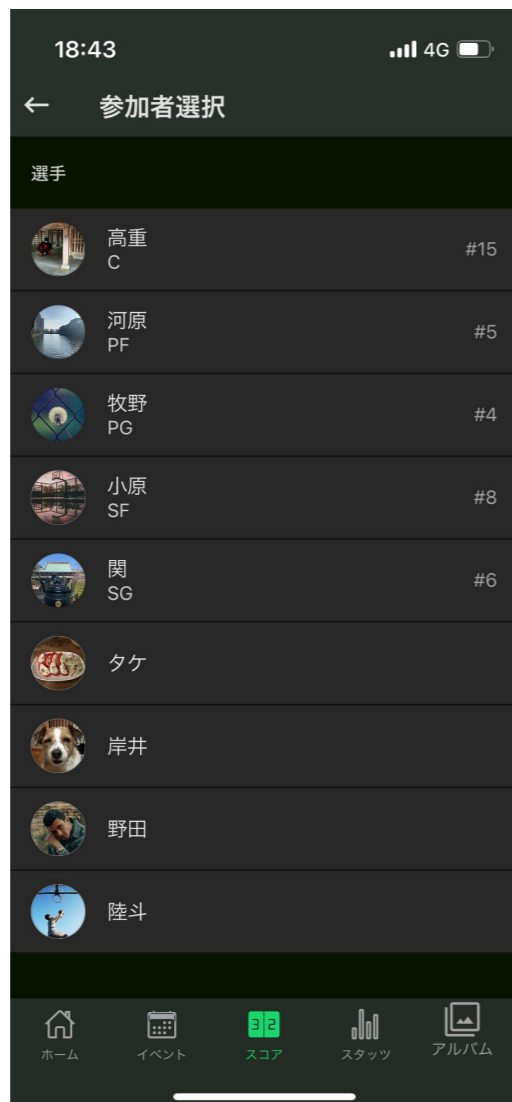 18:43
4G
← 参加者選択
選手
高重
C
#15
河原
PF
#5
牧野
PG
#4
小原
SF
#8
関
SG
#6
タケ
岸井
野田
陸斗
32
ホーム イベント スコア スタッツ アルバム